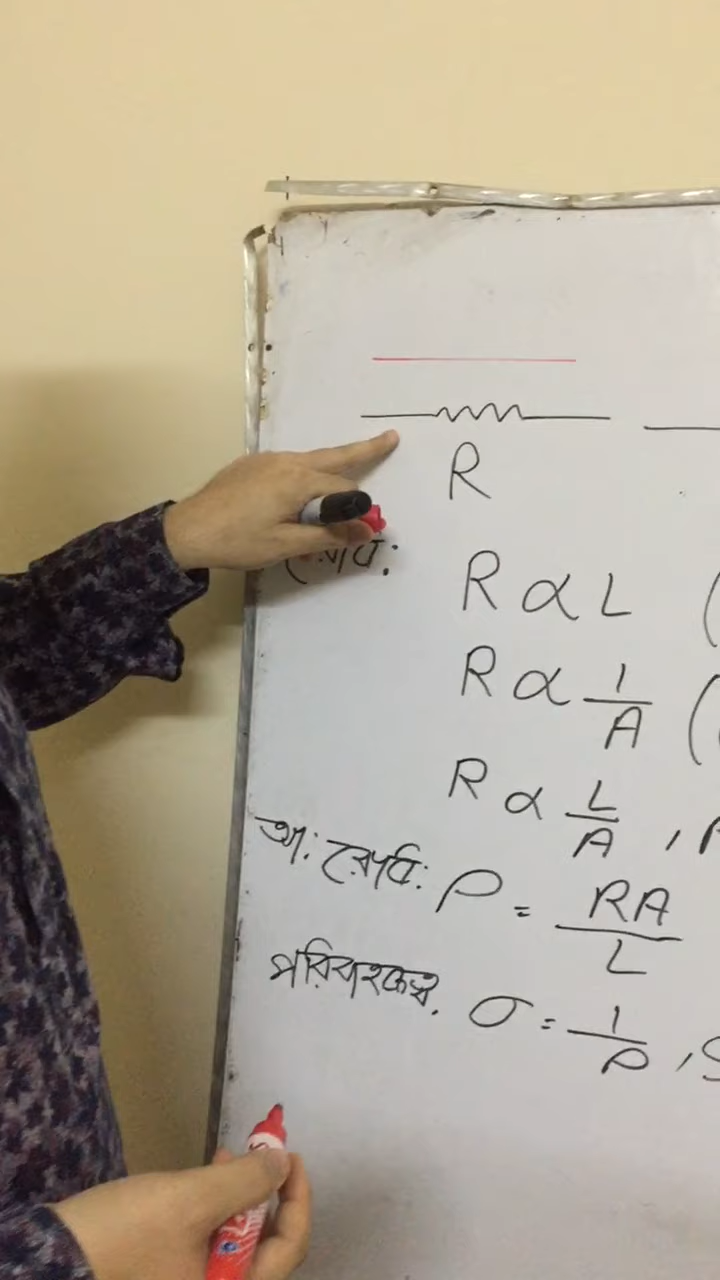 R
R ∝ L (
R ∝ 1/A (
R ∝ L/A ,
আ: রোধ: ρ = RA/L
পরিবাহকত্ব. σ = 1/ρ ,